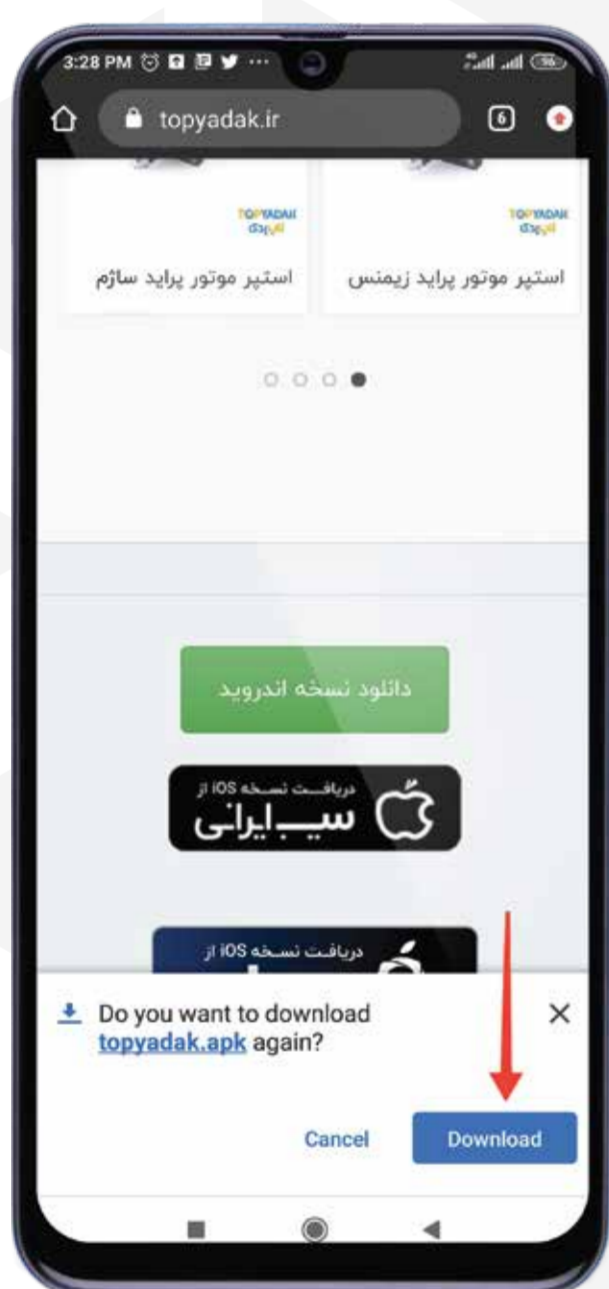 3:28 PM
topyadak.ir
6
TOPYADAK
TOPYADAK
استپر موتور پراید زیمنس
استپر موتور پراید ساژم
دانلود نسخه اندروید
دریافت نسخه iOS از
سیب ایرانی
دریافت نسخه iOS از
Do you want to download
topyadak.apk again?
Cancel
Download